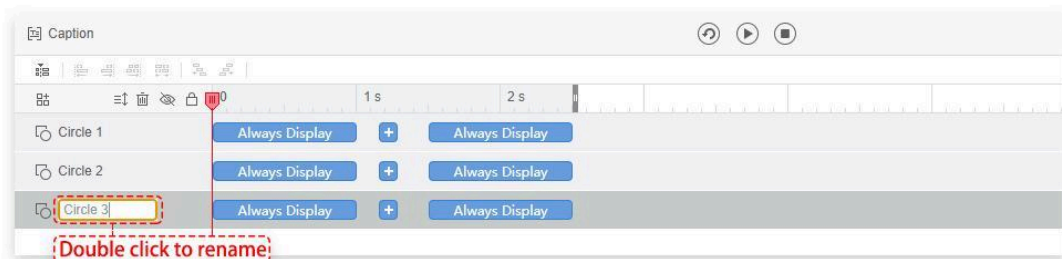 Caption
0 1 s 2 s
Circle 1 Always Display + Always Display
Circle 2 Always Display + Always Display
Circle 3 Always Display + Always Display
Double click to rename